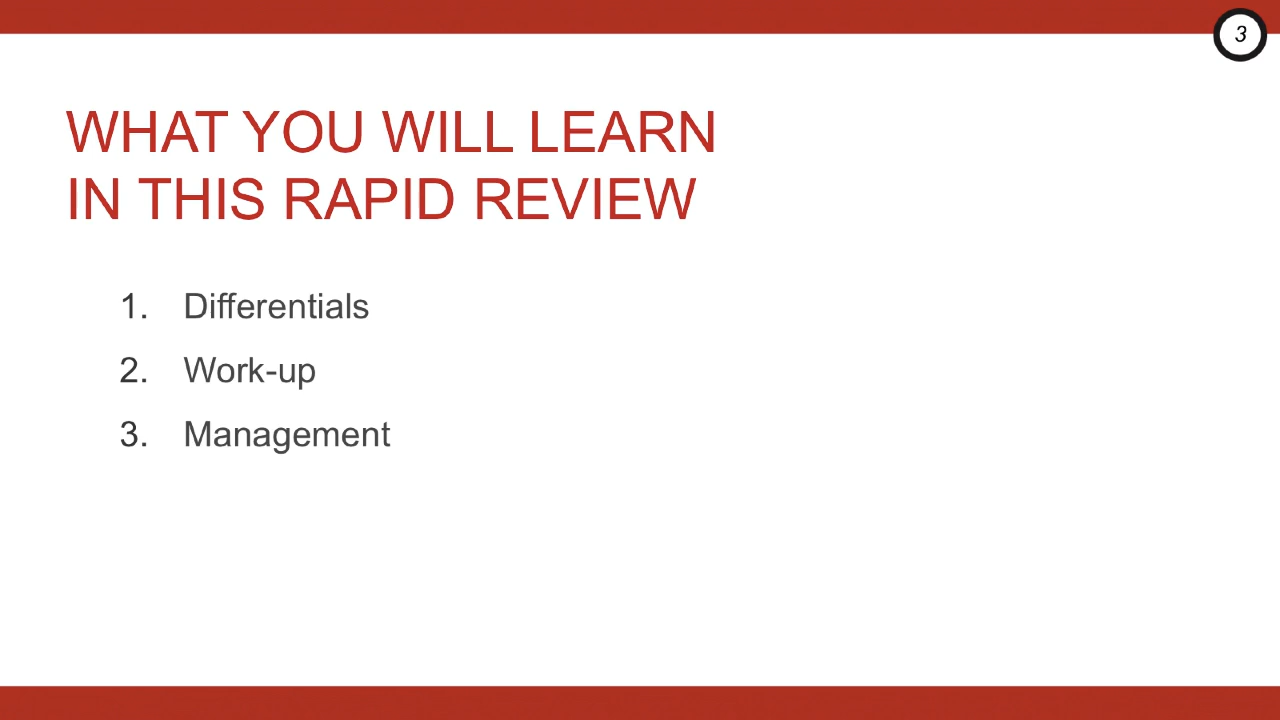 3
WHAT YOU WILL LEARN
IN THIS RAPID REVIEW
1. Differentials
2. Work-up
3. Management